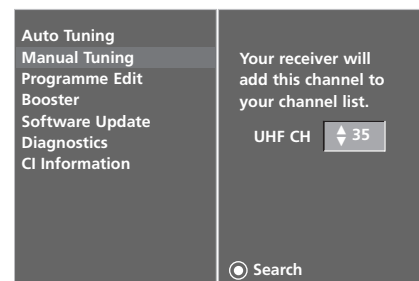 Auto Tuning
Manual Tuning
Programme Edit
Booster
Software Update
Diagnostics
CI Information
Your receiver will
add this channel to
your channel list.
UHF CH 35
Search